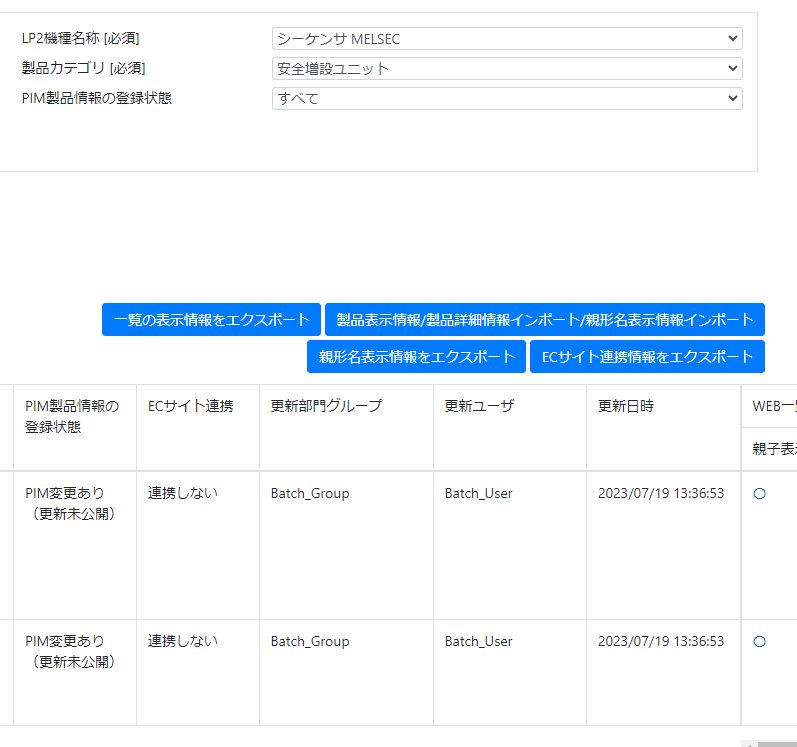 LP2機種名称 [必須]
シーケンサ MELSEC
製品カテゴリ [必須]
安全増設ユニット
PIM製品情報の登録状態
すべて
一覧の表示情報をエクスポート
製品表示情報/製品詳細情報インポート/親形名表示情報インポート
親形名表示情報をエクスポート
ECサイト連携情報をエクスポート
PIM製品情報の
登録状態
ECサイト連携
更新部門グループ
更新ユーザ
更新日時
WEB一
親子表
PIM変更あり
（更新未公開）
連携しない
Batch_Group
Batch_User
2023/07/19 13:36:53
〇
PIM変更あり
（更新未公開）
連携しない
Batch_Group
Batch_User
2023/07/19 13:36:53
〇